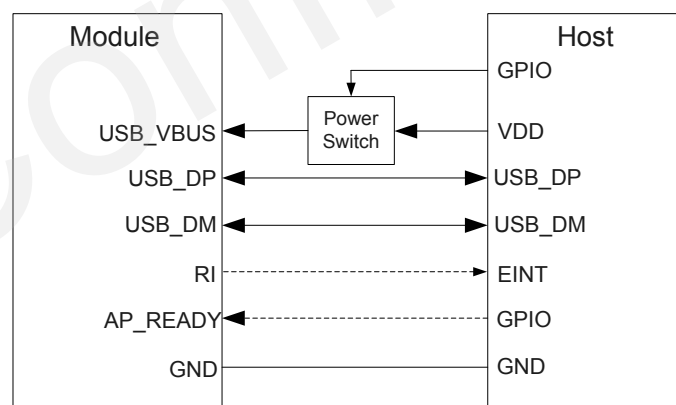 Module
Host
GPIO
Power
Switch
USB_VBUS
VDD
USB_DP
USB_DP
USB_DM
USB_DM
RI
EINT
AP_READY
GPIO
GND
GND